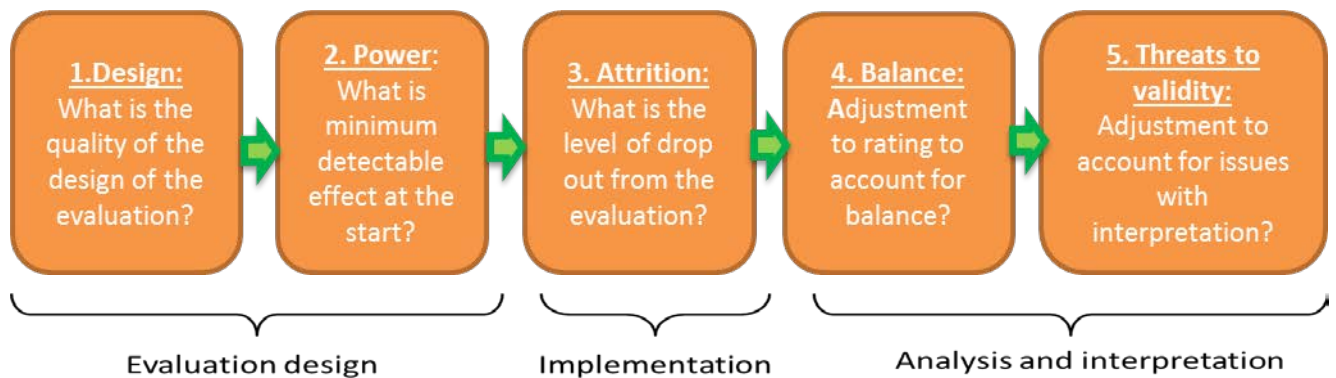 1.Design:
What is the
quality of the
design of the
evaluation?
2. Power:
What is
minimum
detectable
effect at the
start?
3. Attrition:
What is the
level of drop
out from the
evaluation?
4. Balance:
Adjustment
to rating to
account for
balance?
5. Threats to
validity:
Adjustment to
account for issues
with
interpretation?
Evaluation design
Implementation
Analysis and interpretation